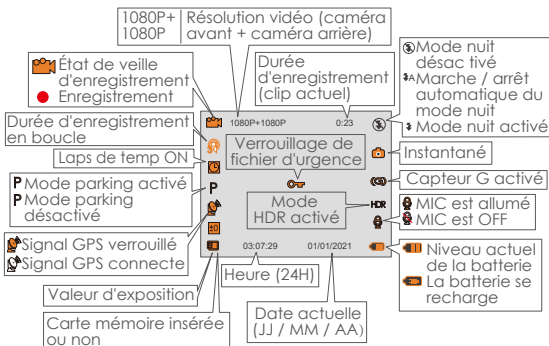 1080P+
1080P
Résolution vidéo (caméra
avant + caméra arrière)
État de veille
d'enregistrement
Enregistrement
Durée
d'enregistrement
(clip actuel)
Mode nuit
désac tivé
Marche / arrêt
automatique du
mode nuit
Mode nuit activé
Durée d'enregistrement
en boucle
1080P+1080P
0:23
Verrouillage de
fichier d'urgence
Laps de temp ON
Instantané
P Mode parking activé
P Mode parking
désactivé
P
Capteur G activé
Mode
HDR activé
HDR
MIC est allumé
MIC est OFF
Signal GPS verrouillé
Signal GPS connecte
±0
03:07:29
01/01/2021
Niveau actuel
de la batterie
La batterie se
recharge
Heure (24H)
Valeur d'exposition
Carte mémoire insérée
ou non
Date actuelle
(JJ / MM / AA)